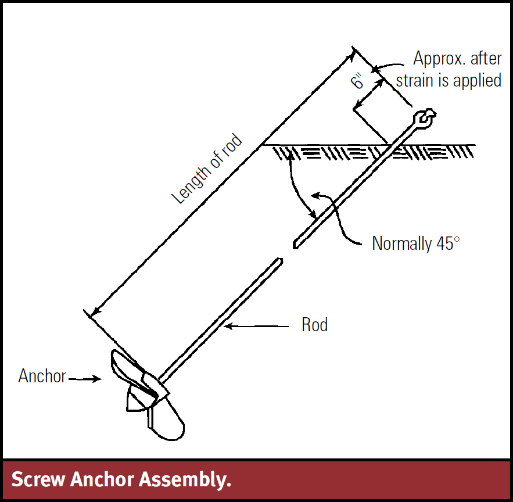 Approx. after
strain is applied
6"
Length of rod
Normally 45°
Rod
Anchor
Screw Anchor Assembly.